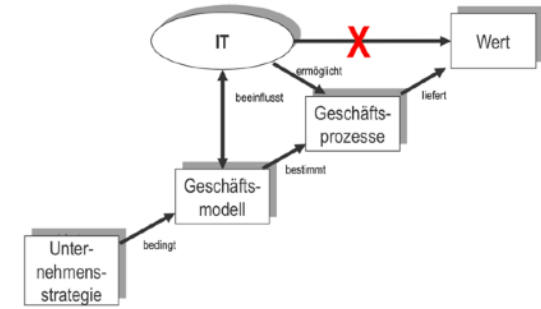 IT
X
Wert
ermöglicht
beeinflusst
liefert
Geschäfts-
prozesse
bestimmt
Geschäfts-
modell
bedingt
Unter-
nehmens-
strategie